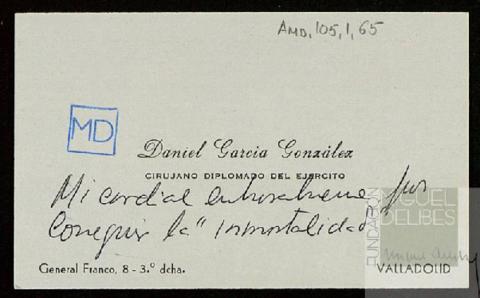 AMD,105,1,65
MD
Daniel García González
CIRUJANO DIPLOMADO DEL EJERCITO
Mi cordial enhorabuena por
conseguir la "inmortalidad
FUNDACIÓN
MIGUEL
DELIBES
General Franco, 8 - 3.º dcha.
VALLADOLID